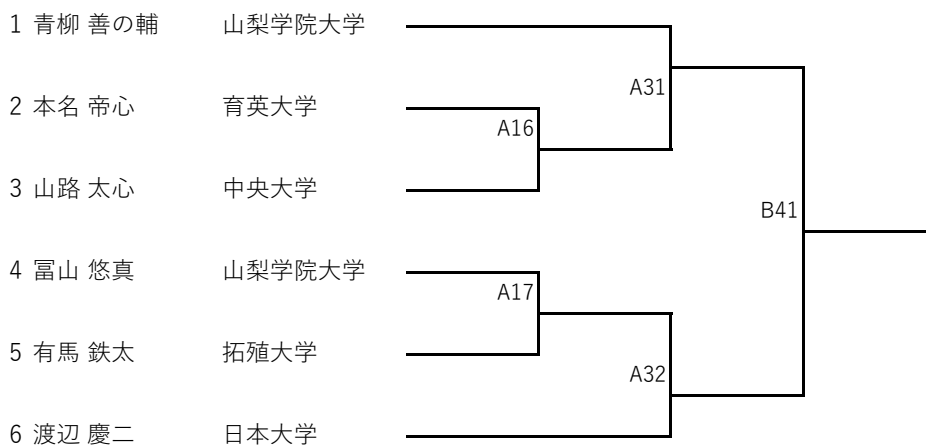 1 青柳 善の輔 山梨学院大学
A31
2 本名 帝心 育英大学
A16
3 山路 太心 中央大学
B41
4 冨山 悠真 山梨学院大学
A17
5 有馬 鉄太 拓殖大学
A32
6 渡辺 慶二 日本大学